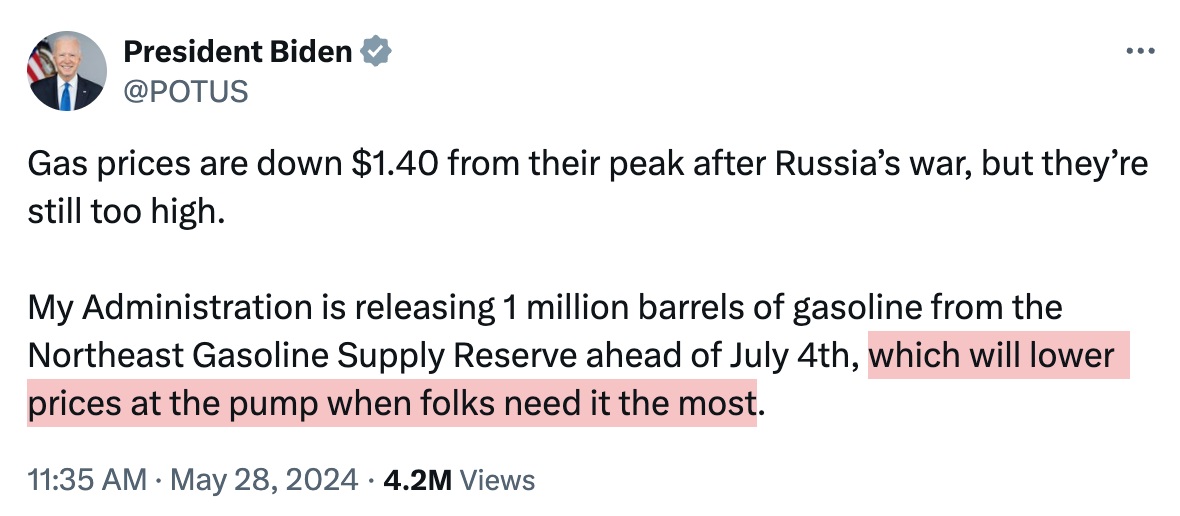 President Biden
@POTUS
Gas prices are down $1.40 from their peak after Russia’s war, but they’re
still too high.
My Administration is releasing 1 million barrels of gasoline from the
Northeast Gasoline Supply Reserve ahead of July 4th, which will lower
prices at the pump when folks need it the most.
11:35 AM · May 28, 2024 · 4.2M Views